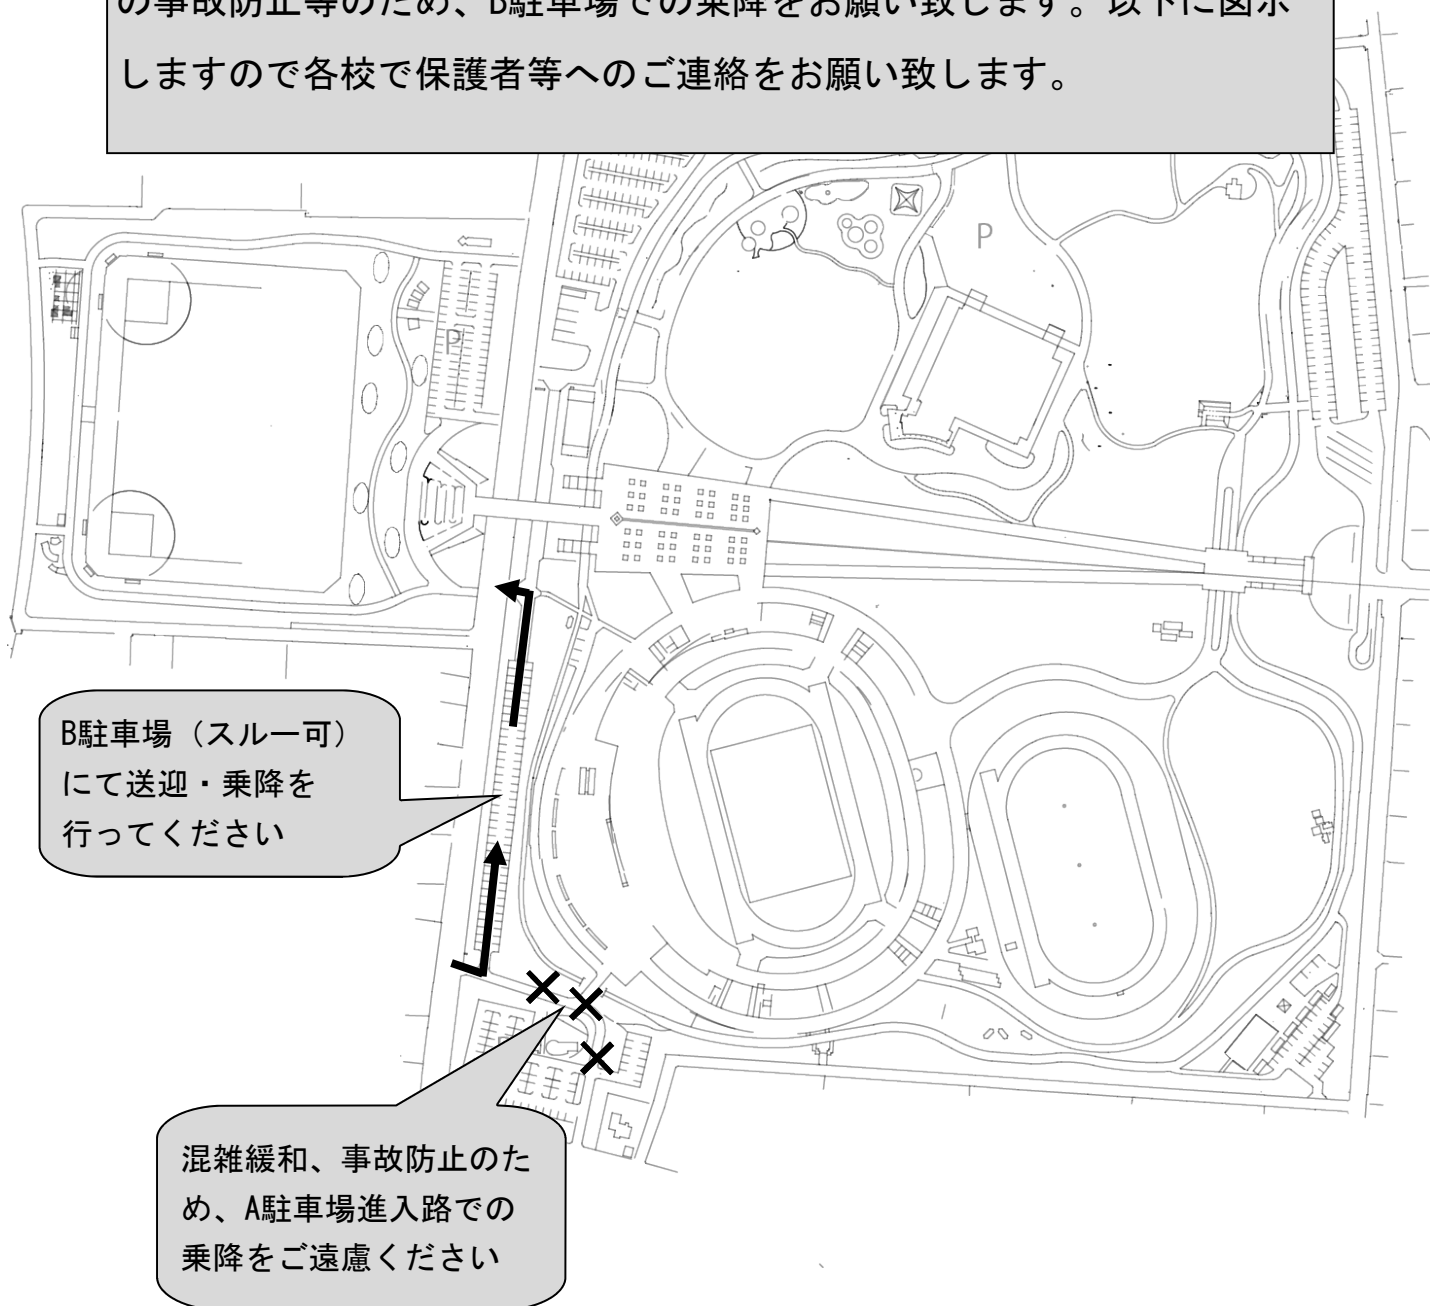 の事故防止等のため、B駐車場での乗降をお願い致します。以下に図示
しますので各校で保護者等へのご連絡をお願い致します。
P
P
B駐車場（スルー可）
にて送迎・乗降を
行ってください
混雑緩和、事故防止のた
め、A駐車場進入路での
乗降をご遠慮ください